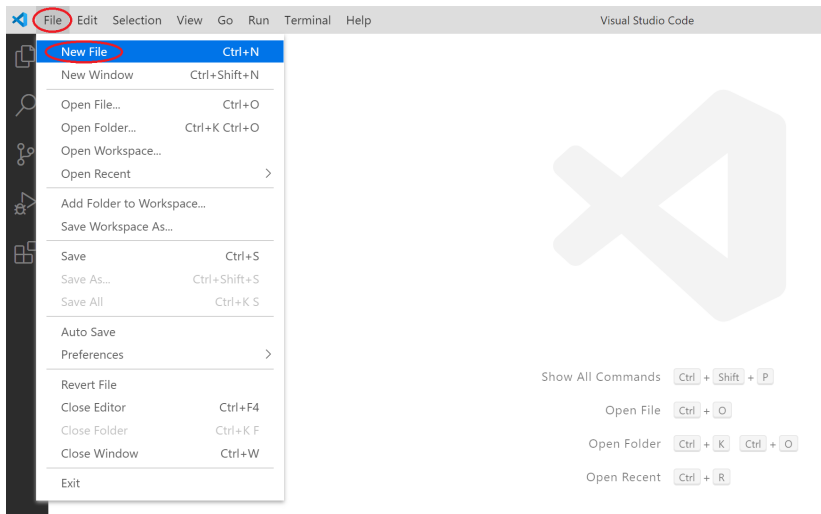 File Edit Selection View Go Run Terminal Help Visual Studio Code
New File Ctrl+N
New Window Ctrl+Shift+N
Open File... Ctrl+O
Open Folder... Ctrl+K Ctrl+O
Open Workspace...
Open Recent
Add Folder to Workspace...
Save Workspace As...
Save Ctrl+S
Save As... Ctrl+Shift+S
Save All Ctrl+K S
Auto Save
Preferences
Revert File
Close Editor Ctrl+F4
Close Folder Ctrl+K F
Close Window Ctrl+W
Exit
Show All Commands Ctrl + Shift + P
Open File Ctrl + O
Open Folder Ctrl + K Ctrl + O
Open Recent Ctrl + R